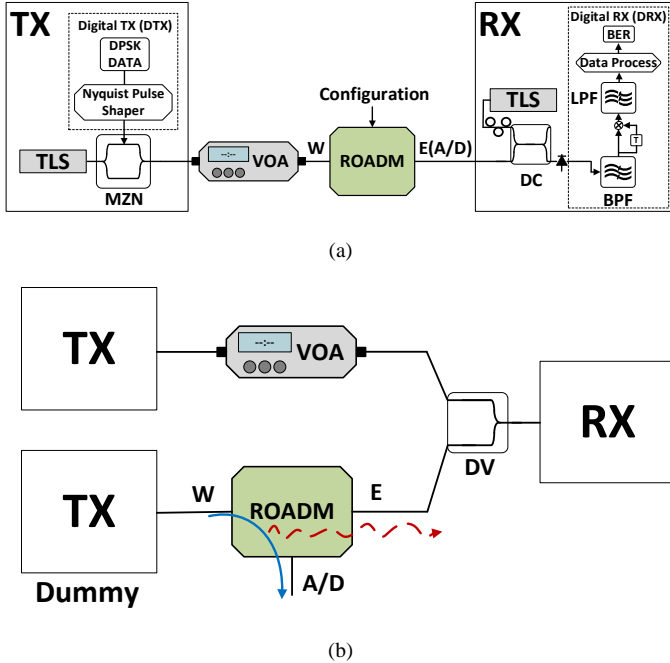 TX
Digital TX (DTX)
DPSK
DATA
Nyquist Pulse
Shaper
TLS
MZN
--:--
VOA
W
Configuration
ROADM
E(A/D)
RX
Digital RX (DRX)
BER
Data Process
LPF
TLS
T
DC
BPF
(a)
TX
--:--
VOA
RX
DV
TX
W
ROADM
E
A/D
Dummy
(b)